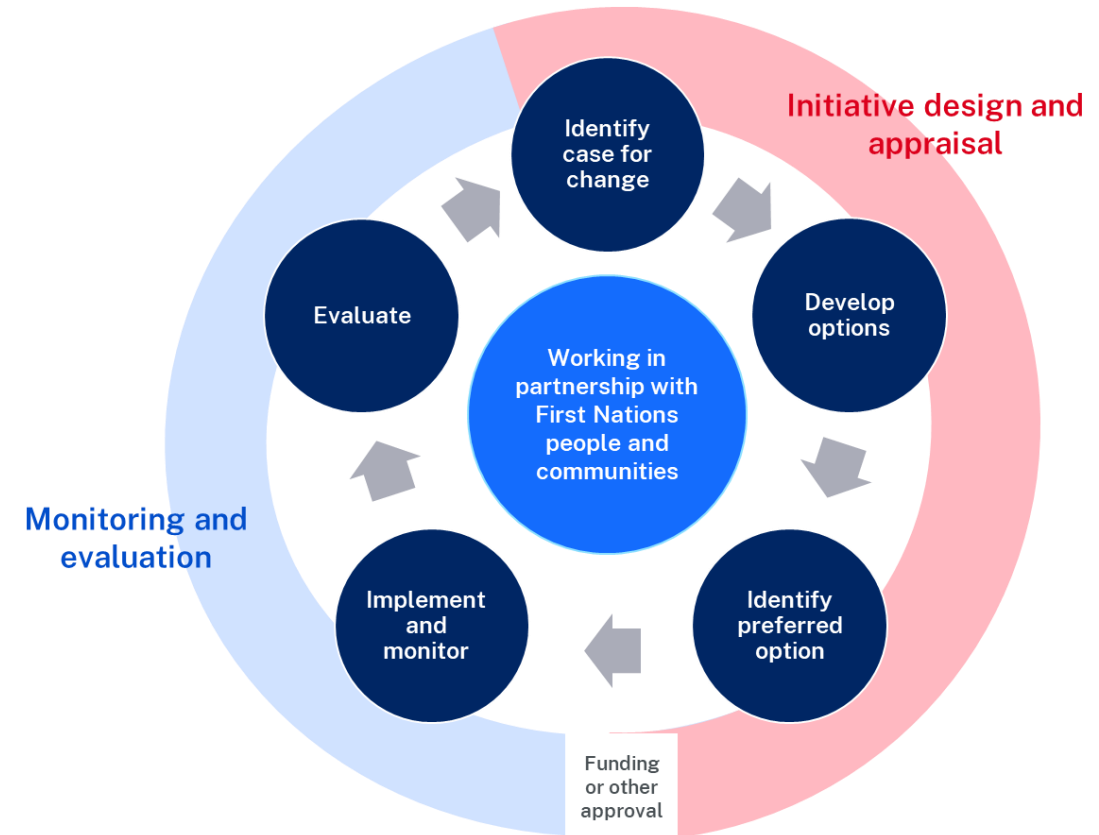 Identify
case for
change
Initiative design and
appraisal
Develop
options
Evaluate
Working in
partnership with
First Nations
people and
communities
Monitoring and
evaluation
Implement
and
monitor
Identify
preferred
option
Funding
or other
approval